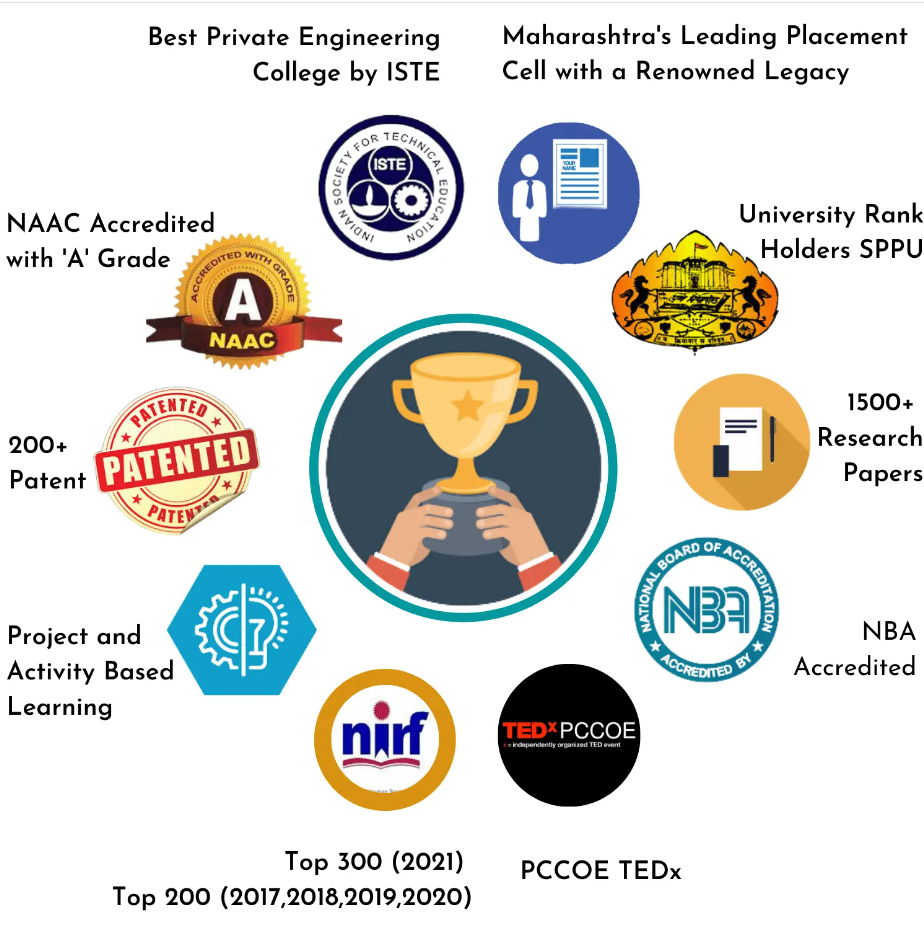 Best Private Engineering
College by ISTE
Maharashtra's Leading Placement
Cell with a Renowned Legacy
INDIAN SOCIETY FOR TECHNICAL EDUCATION
ISTE
YOUR
NAME
NAAC Accredited
with 'A' Grade
ACCREDITED WITH GRADE
A
NAAC
University Rank
Holders SPPU
200+
Patent
PATENTED
PATENTED
PATENTED
1500+
Research
Papers
Project and
Activity Based
Learning
NATIONAL BOARD OF ACCREDITATION
NBA
ACCREDITED BY
NBA
Accredited
nirf
TEDx PCCOE
x = independently organized TED event
Top 300 (2021)
Top 200 (2017,2018,2019,2020)
PCCOE TEDx